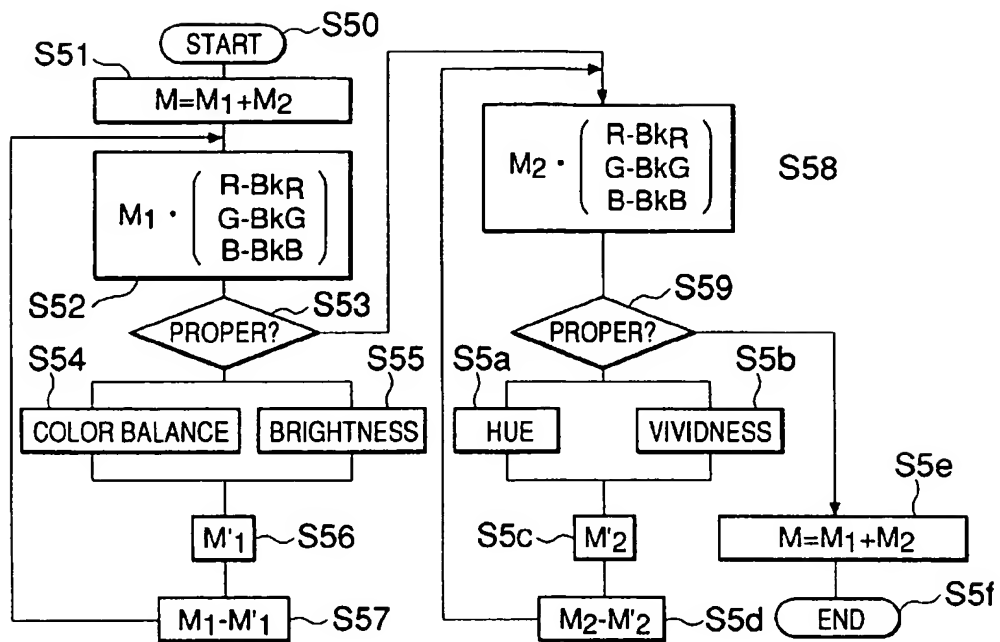 S50
START
S51
M=M1+M2
M1 · ( R-BkR
G-BkG
B-BkB )
S52
S53
PROPER?
S54
S55
COLOR BALANCE
BRIGHTNESS
M'1
S56
M1-M'1
S57
M2 · ( R-BkR
G-BkG
B-BkB )
S58
S59
PROPER?
S5a
S5b
HUE
VIVIDNESS
S5c
M'2
M2-M'2
S5d
S5e
M=M1+M2
END
S5f